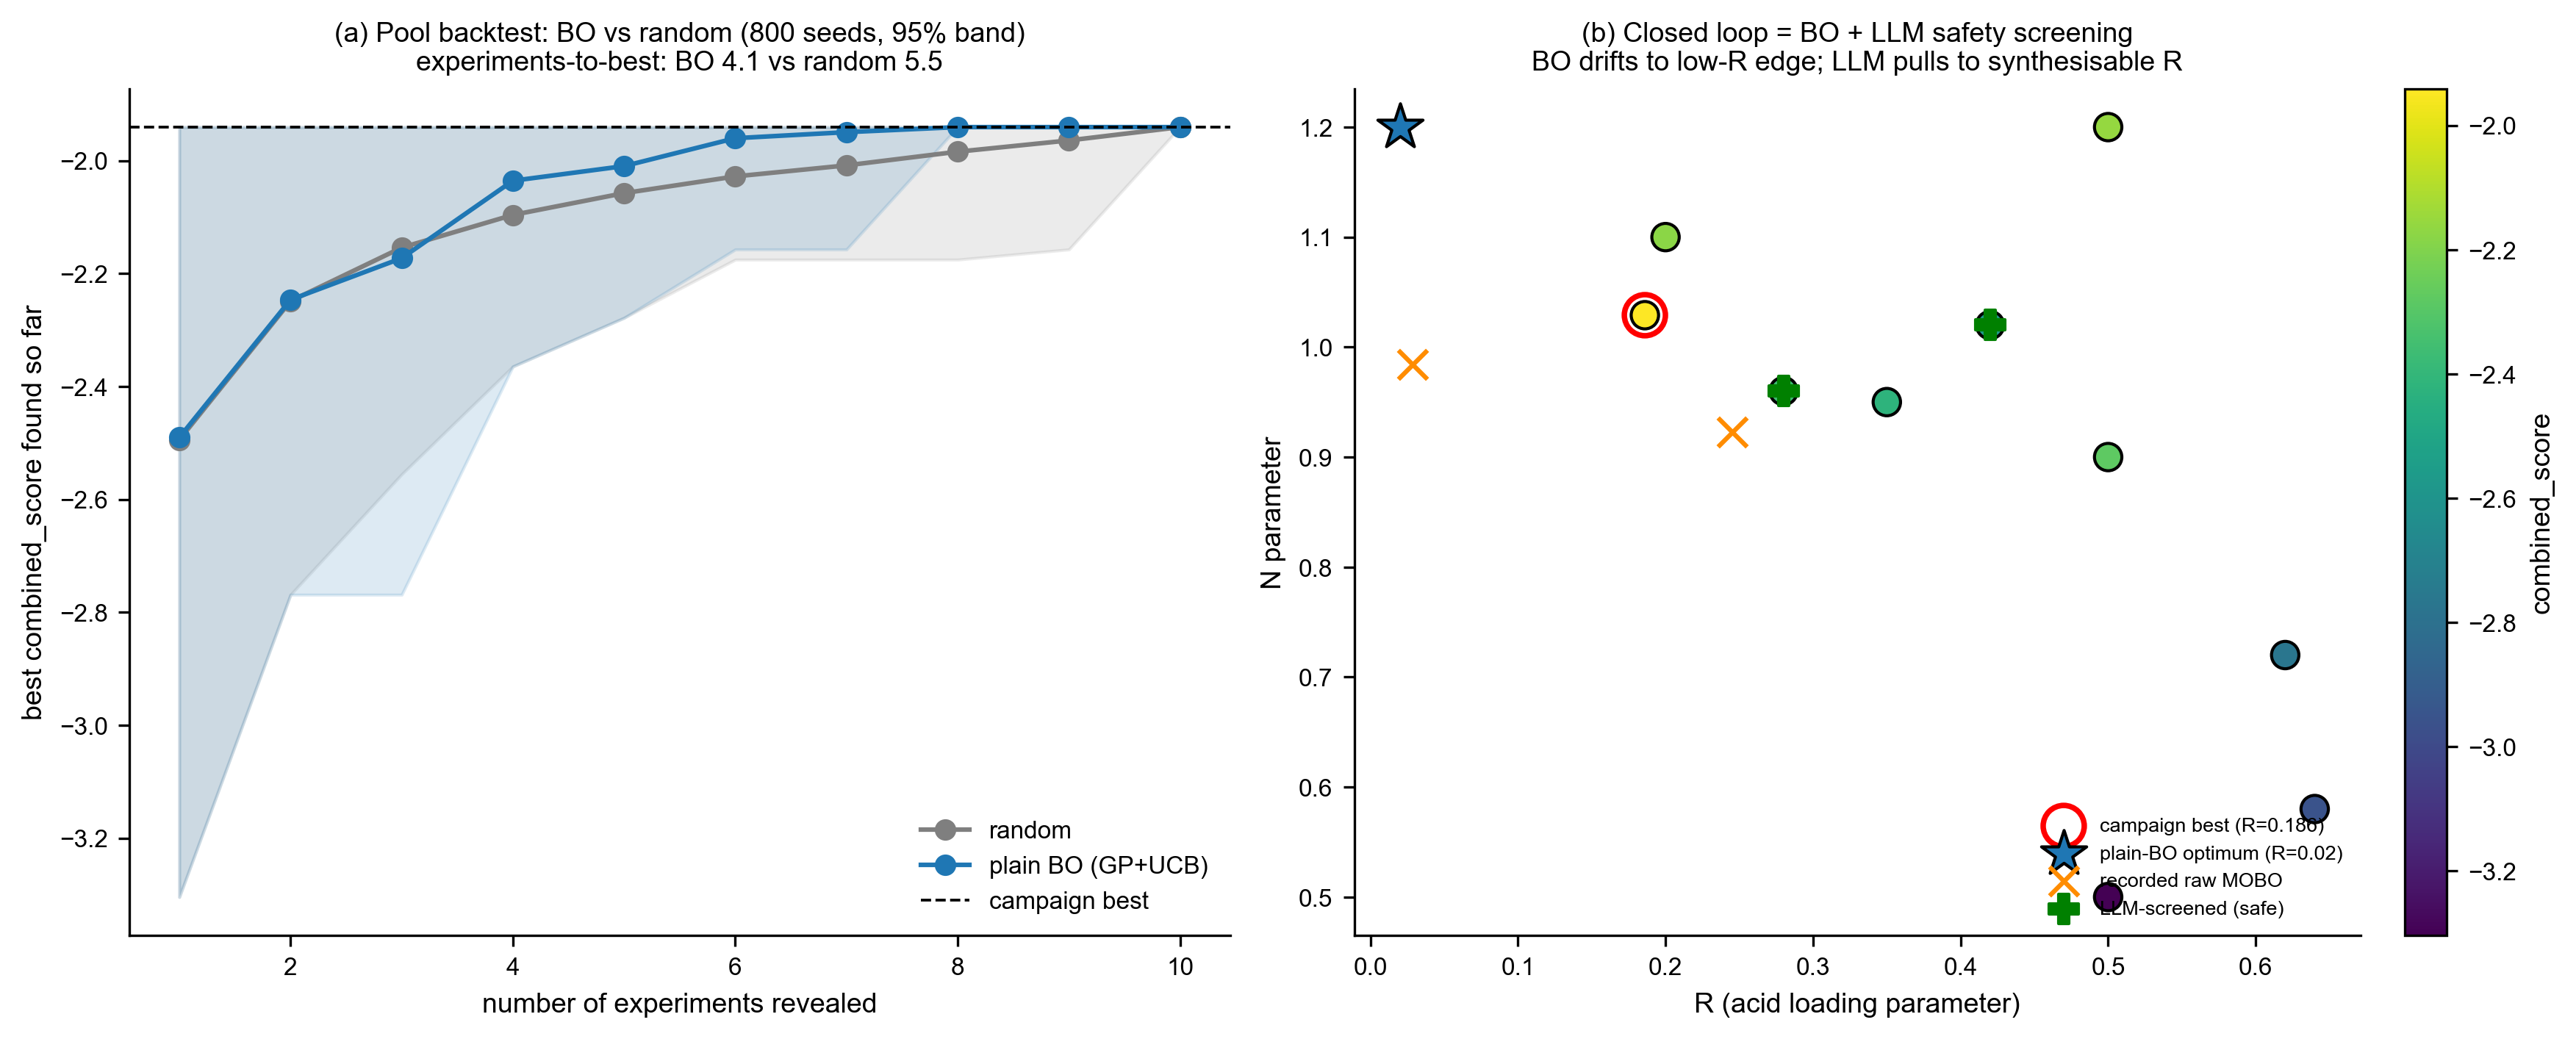 (a) Pool backtest: BO vs random (800 seeds, 95% band)
experiments-to-best: BO 4.1 vs random 5.5
best combined_score found so far
−2.0
−2.2
−2.4
−2.6
−2.8
−3.0
−3.2
2
4
6
8
10
number of experiments revealed
random
plain BO (GP+UCB)
campaign best
(b) Closed loop = BO + LLM safety screening
BO drifts to low-R edge; LLM pulls to synthesisable R
N parameter
1.2
1.1
1.0
0.9
0.8
0.7
0.6
0.5
0.0
0.1
0.2
0.3
0.4
0.5
0.6
R (acid loading parameter)
campaign best (R=0.186)
plain-BO optimum (R=0.02)
recorded raw MOBO
LLM-screened (safe)
−2.0
−2.2
−2.4
−2.6
−2.8
−3.0
−3.2
combined_score